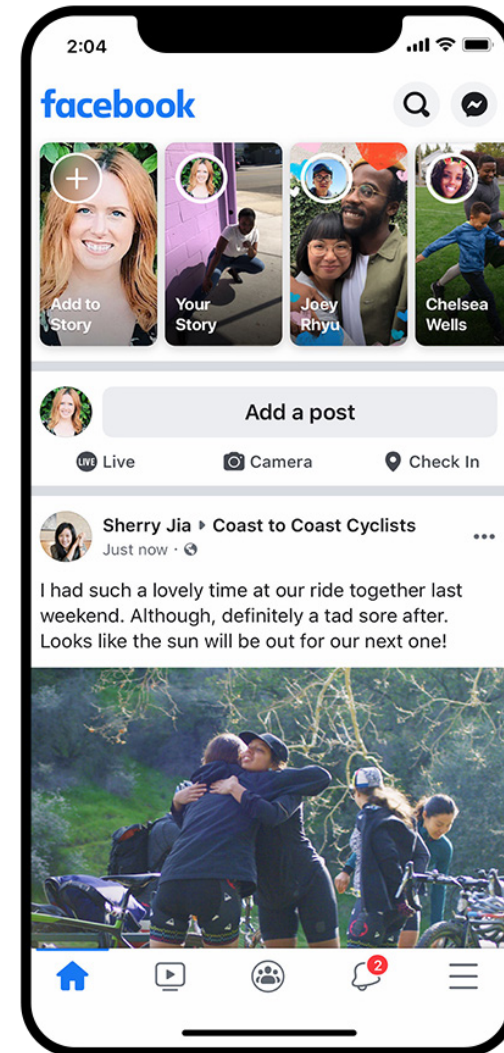 2:04
facebook
Add to
Story
Your
Story
Joey
Rhyu
Chelsea
Wells
Add a post
LIVE Live
Camera
Check In
Sherry Jia ▸ Coast to Coast Cyclists
Just now ·
I had such a lovely time at our ride together last
weekend. Although, definitely a tad sore after.
Looks like the sun will be out for our next one!
2